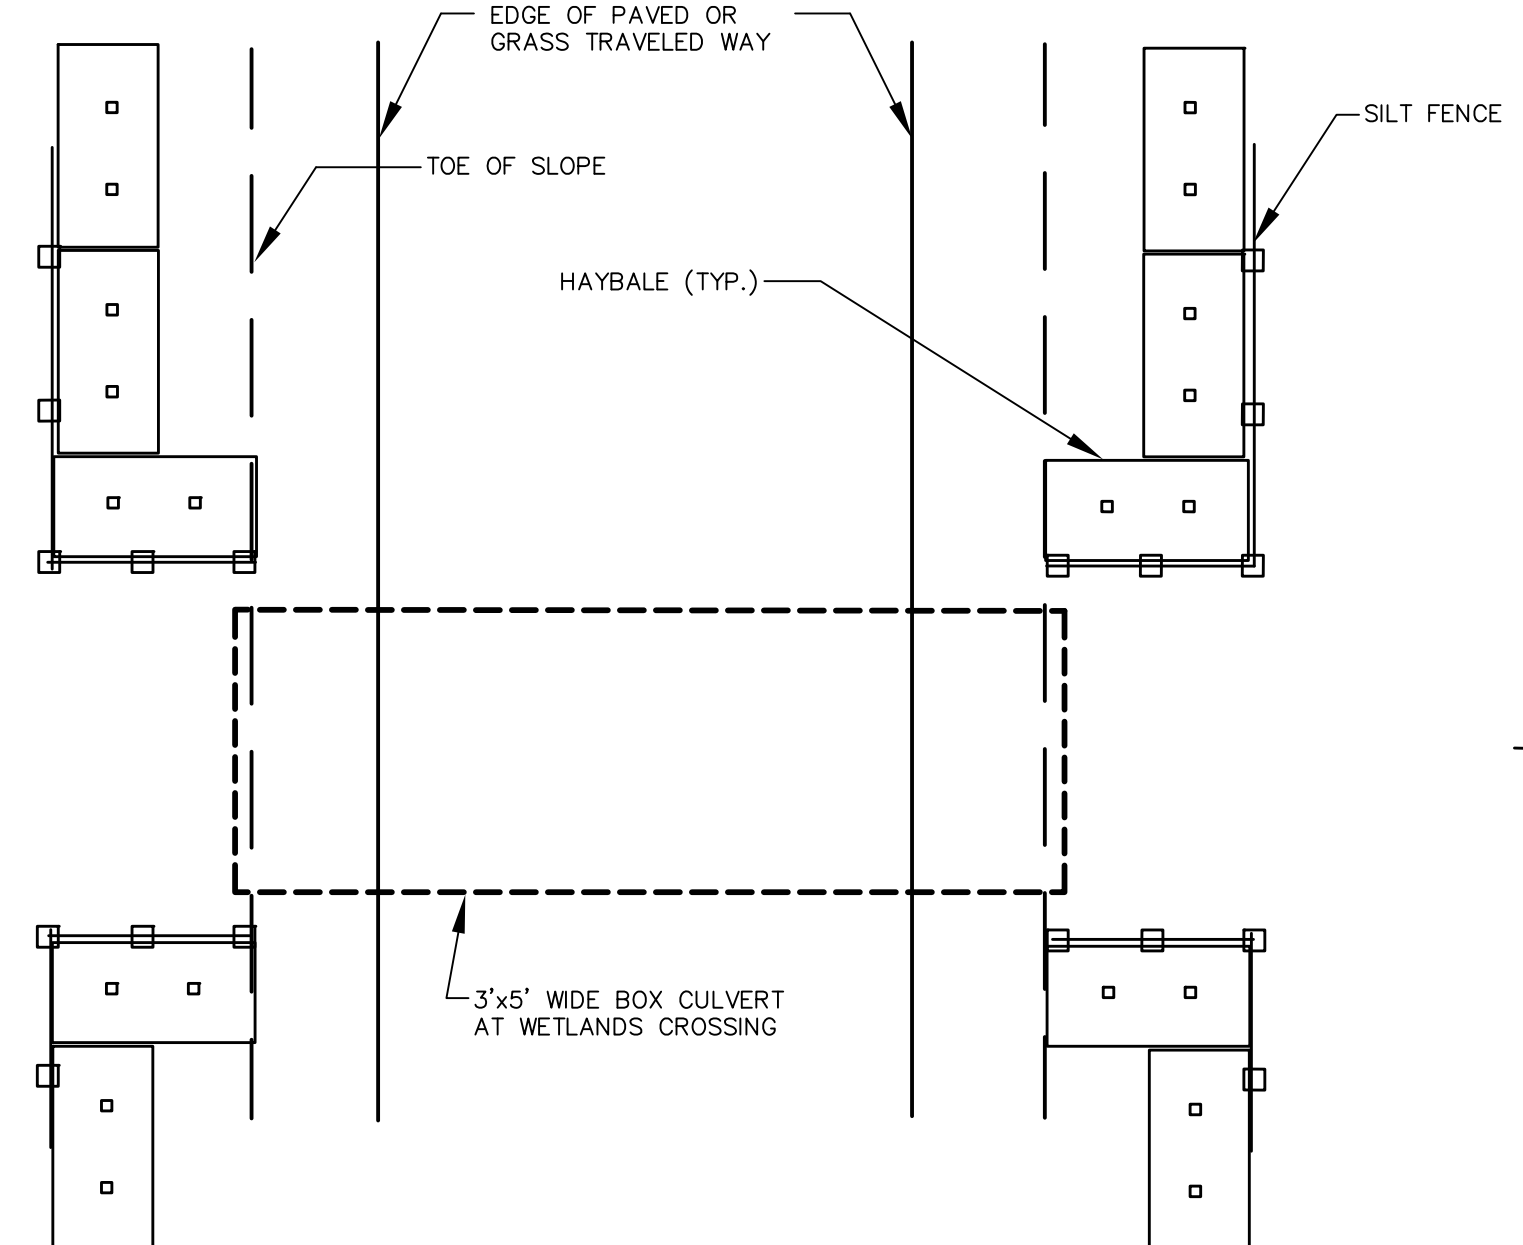 EDGE OF PAVED OR
GRASS TRAVELED WAY
SILT FENCE
TOE OF SLOPE
HAYBALE (TYP.)
3'x5' WIDE BOX CULVERT
AT WETLANDS CROSSING